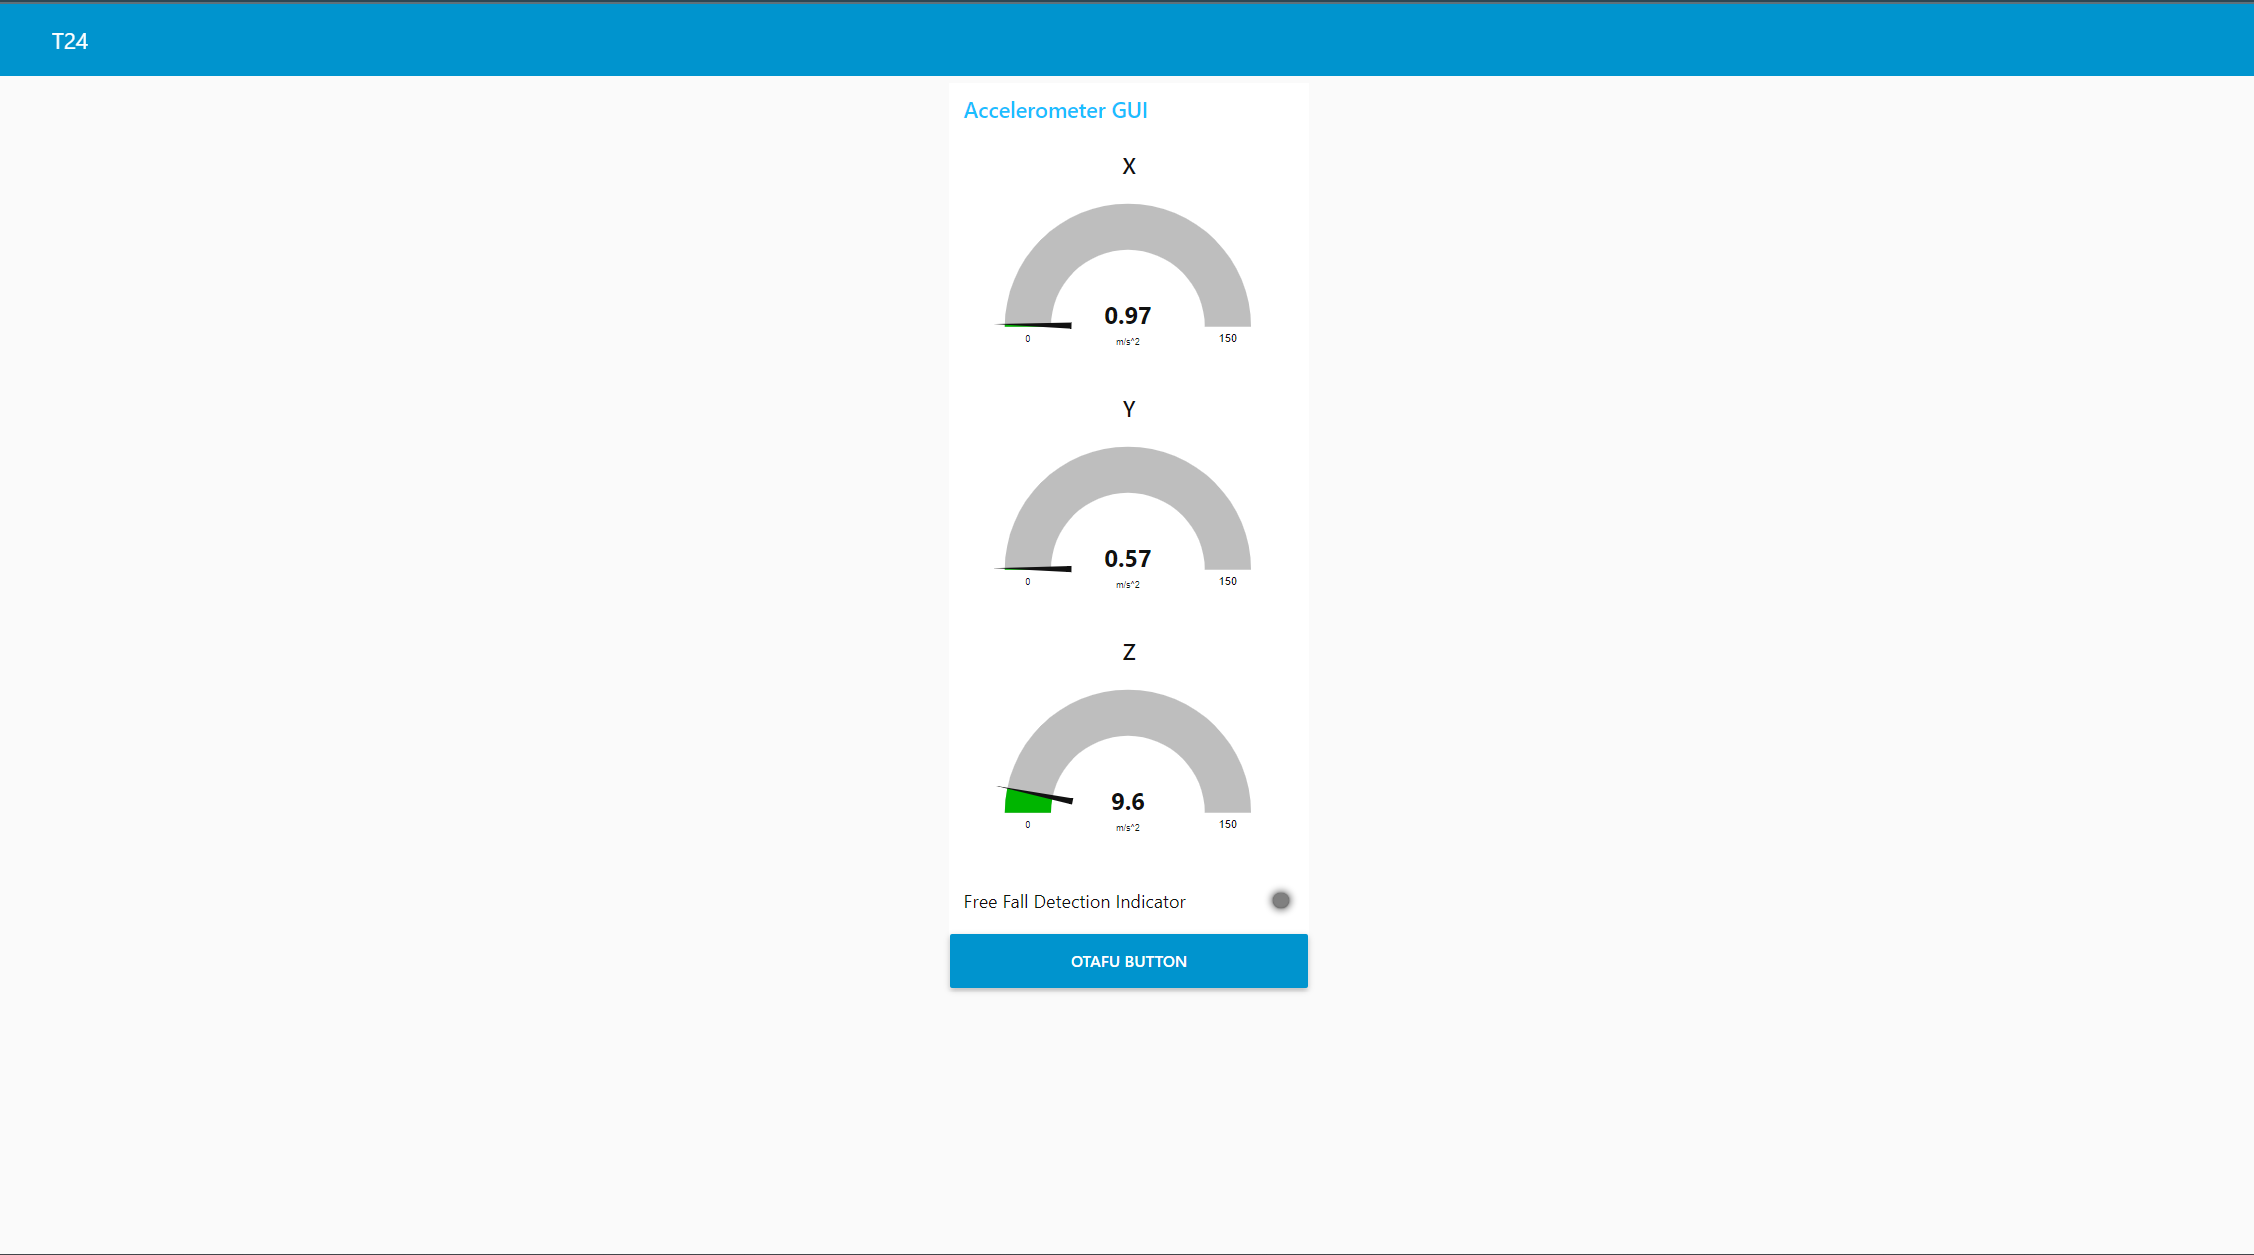 T24
Accelerometer GUI
X
0.97
0
m/s^2
150
Y
0.57
0
m/s^2
150
Z
9.6
0
m/s^2
150
Free Fall Detection Indicator
OTAFU BUTTON